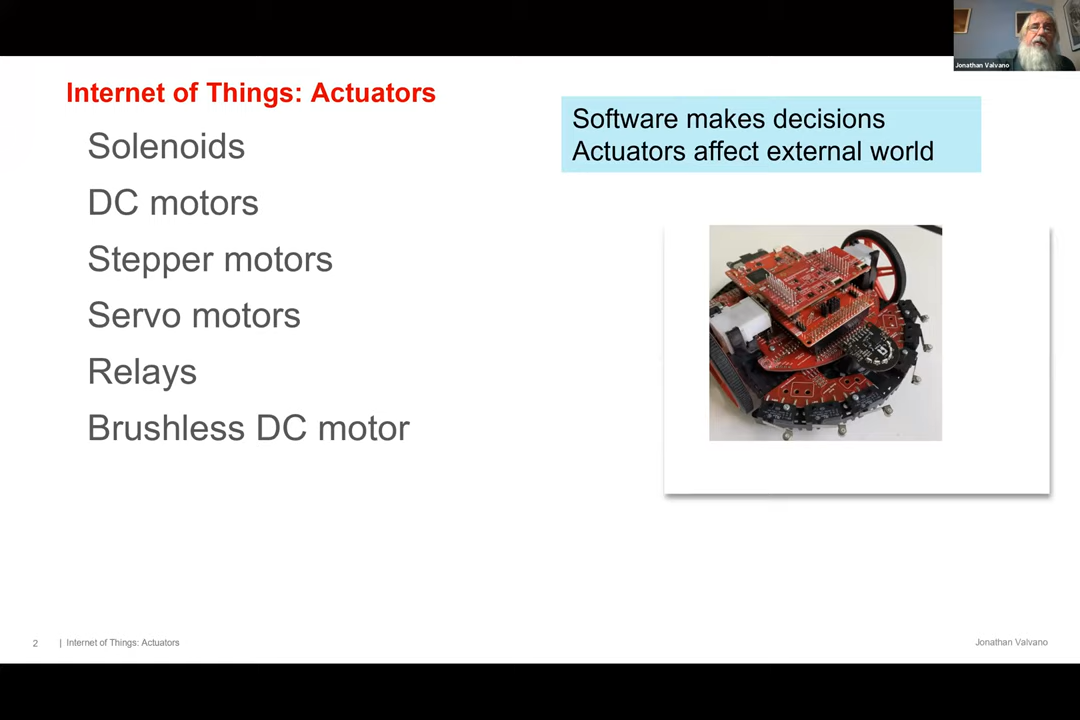 Jonathan Valvano
Internet of Things: Actuators
Solenoids
DC motors
Stepper motors
Servo motors
Relays
Brushless DC motor
Software makes decisions
Actuators affect external world
2 | Internet of Things: Actuators
Jonathan Valvano